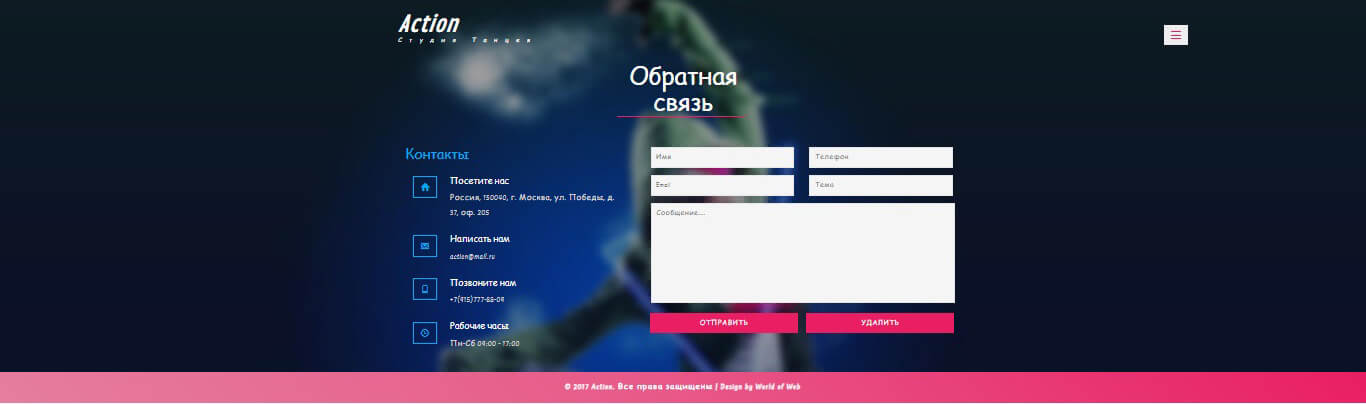 Action
Студия Танцев
Обратная
связь
Контакты
Посетите нас
Россия, 150040, г. Москва, ул. Победы, д.
37, оф. 205
Написать нам
action@mail.ru
Позвоните нам
+7(915)777-88-09
Рабочие часы:
Пн-Сб 09:00 - 17:00
Имя
Телефон
Email
Тема
Сообщение...
ОТПРАВИТЬ
УДАЛИТЬ
© 2017 Action. Все права защищены | Design by World of Web